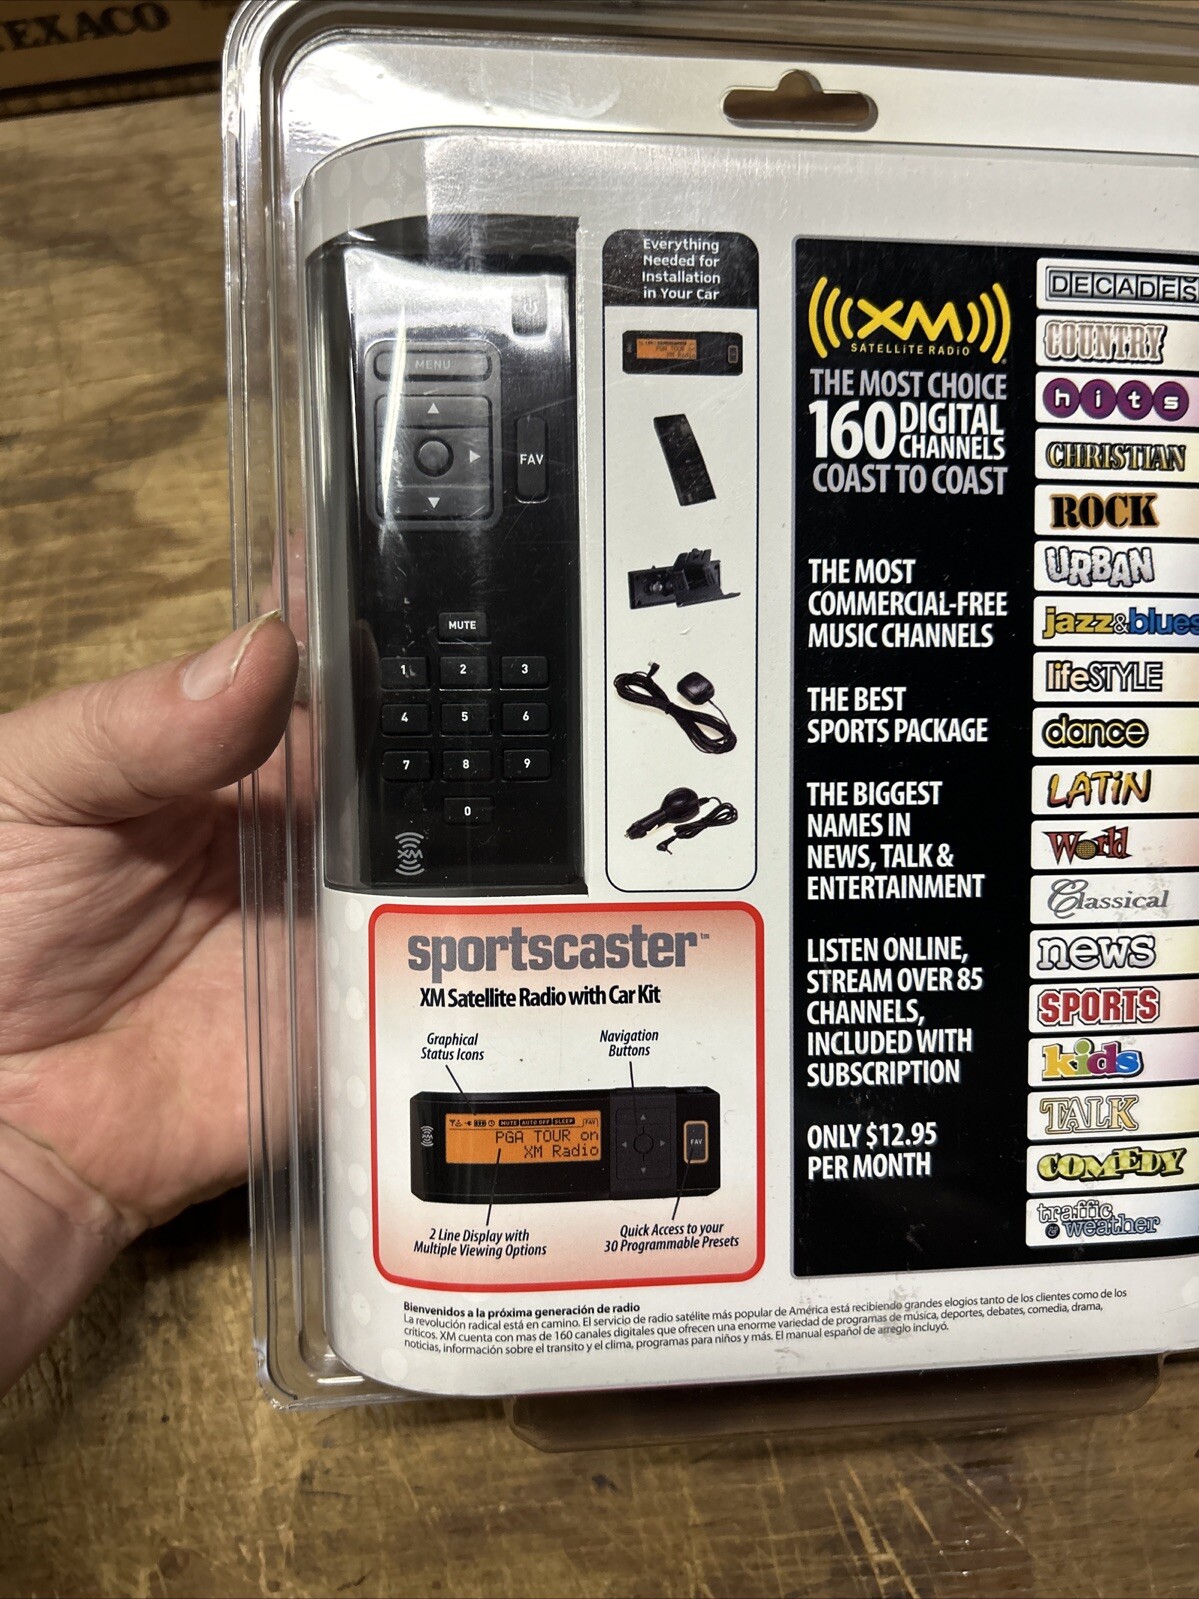 TEXACO
MENU
FAV
MUTE
1 2 3
4 5 6
7 8 9
0
XM
Everything
Needed for
Installation
in Your Car
sportscaster™
XM Satellite Radio with Car Kit
Graphical
Status Icons
Navigation
Buttons
MUTE AUTO OFF SLEEP FAV
PGA TOUR on
XM Radio
FAV
2 Line Display with
Multiple Viewing Options
Quick Access to your
30 Programmable Presets
XM
SATELLITE RADIO
THE MOST CHOICE
160 DIGITAL
CHANNELS
COAST TO COAST
THE MOST
COMMERCIAL-FREE
MUSIC CHANNELS
THE BEST
SPORTS PACKAGE
THE BIGGEST
NAMES IN
NEWS, TALK &
ENTERTAINMENT
LISTEN ONLINE,
STREAM OVER 85
CHANNELS,
INCLUDED WITH
SUBSCRIPTION
ONLY $12.95
PER MONTH
DECADES
COUNTRY
hits
CHRISTIAN
ROCK
URBAN
jazz&blues
lifeSTYLE
dance
LATiN
World
Classical
news
SPORTS
kids
TALK
COMEDY
traffic
& weather
Bienvenidos a la próxima generación de radio
La revolución radical está en camino. El servicio de radio satélite más popular de América está recibiendo grandes elogios tanto de los clientes como de los
críticos. XM cuenta con mas de 160 canales digitales que ofrecen una enorme variedad de programas de música, deportes, debates, comedia, drama,
noticias, información sobre el transito y el clima, programas para niños y más. El manual español de arreglo incluyó.